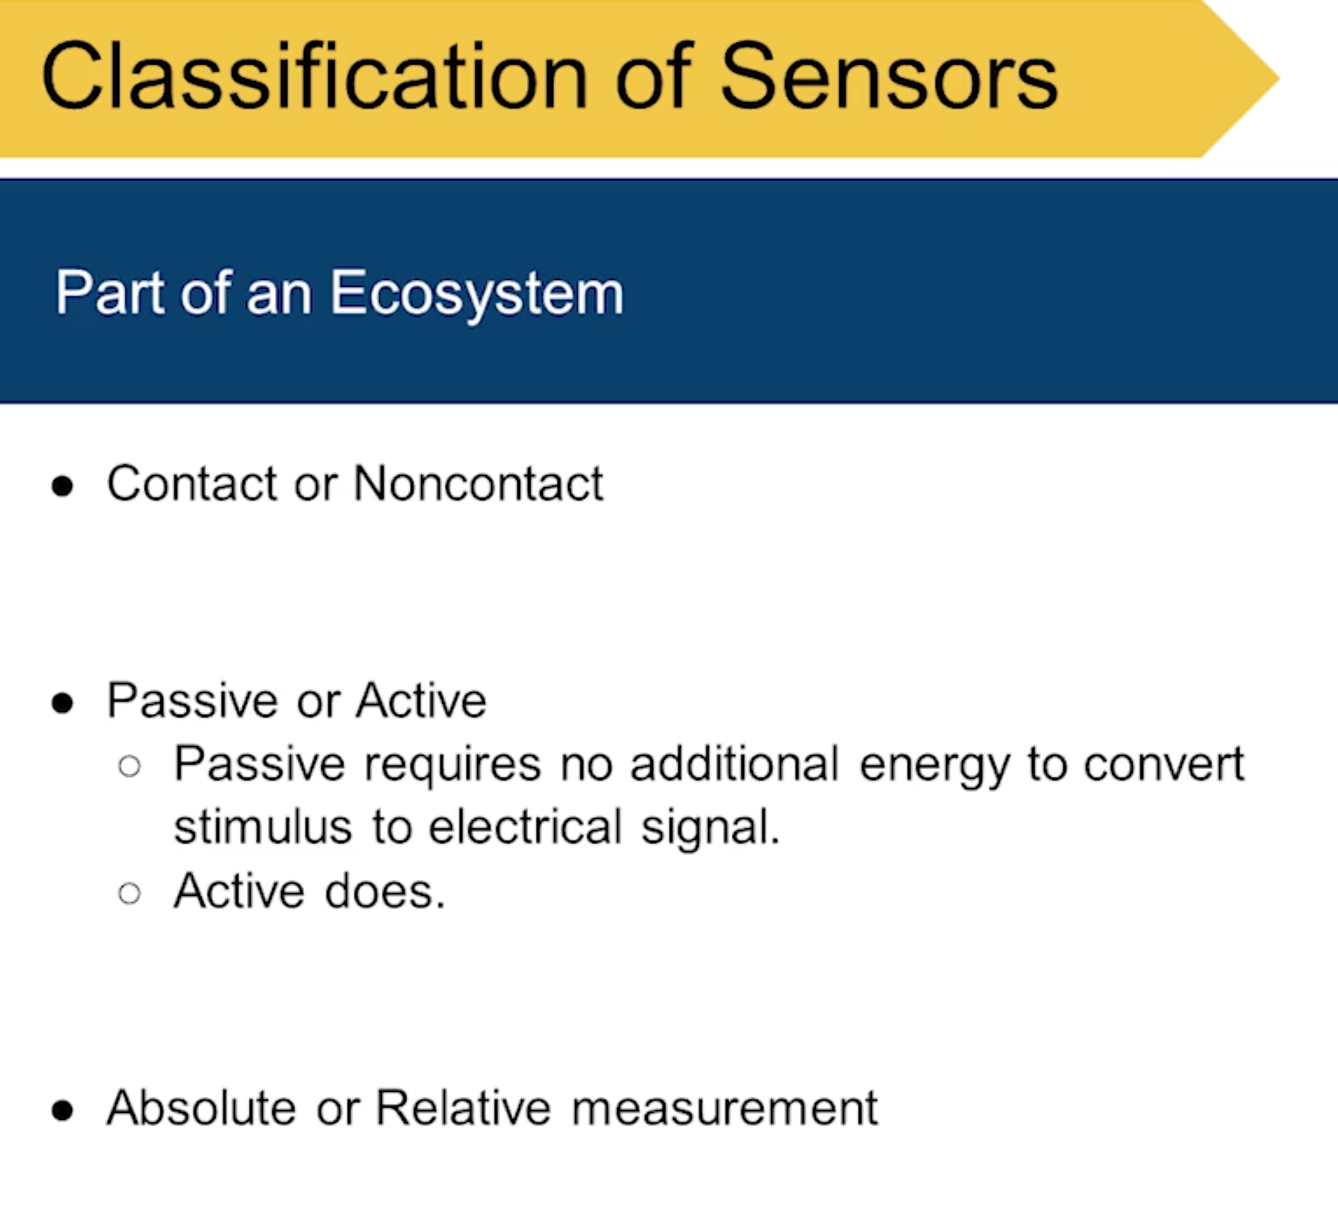 Classification of Sensors
Part of an Ecosystem
● Contact or Noncontact
● Passive or Active
○ Passive requires no additional energy to convert
stimulus to electrical signal.
○ Active does.
● Absolute or Relative measurement